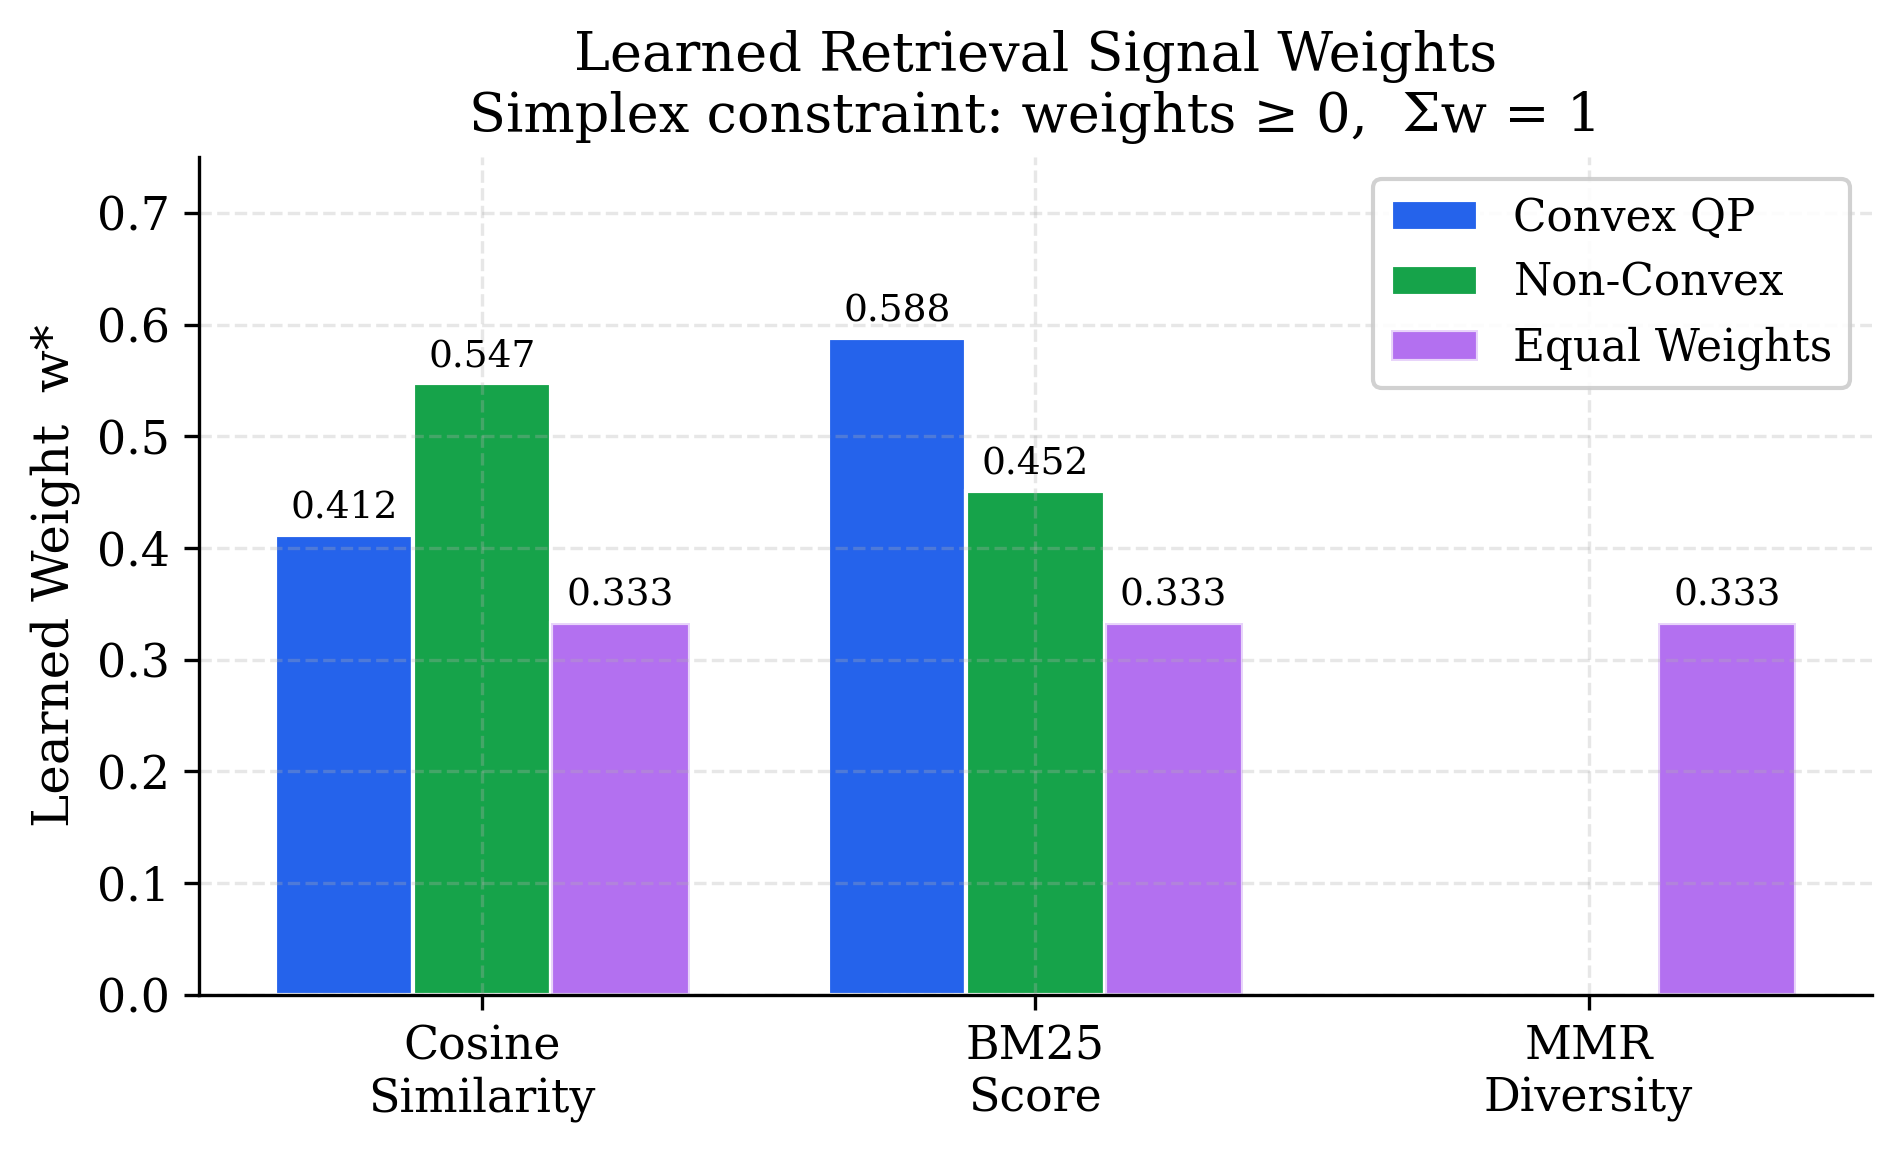 Learned Retrieval Signal Weights
Simplex constraint: weights ≥ 0,  Σw = 1
Learned Weight  w*
0.7
0.6
0.5
0.4
0.3
0.2
0.1
0.0
Convex QP
Non-Convex
Equal Weights
0.412
0.547
0.333
0.588
0.452
0.333
0.333
Cosine
Similarity
BM25
Score
MMR
Diversity